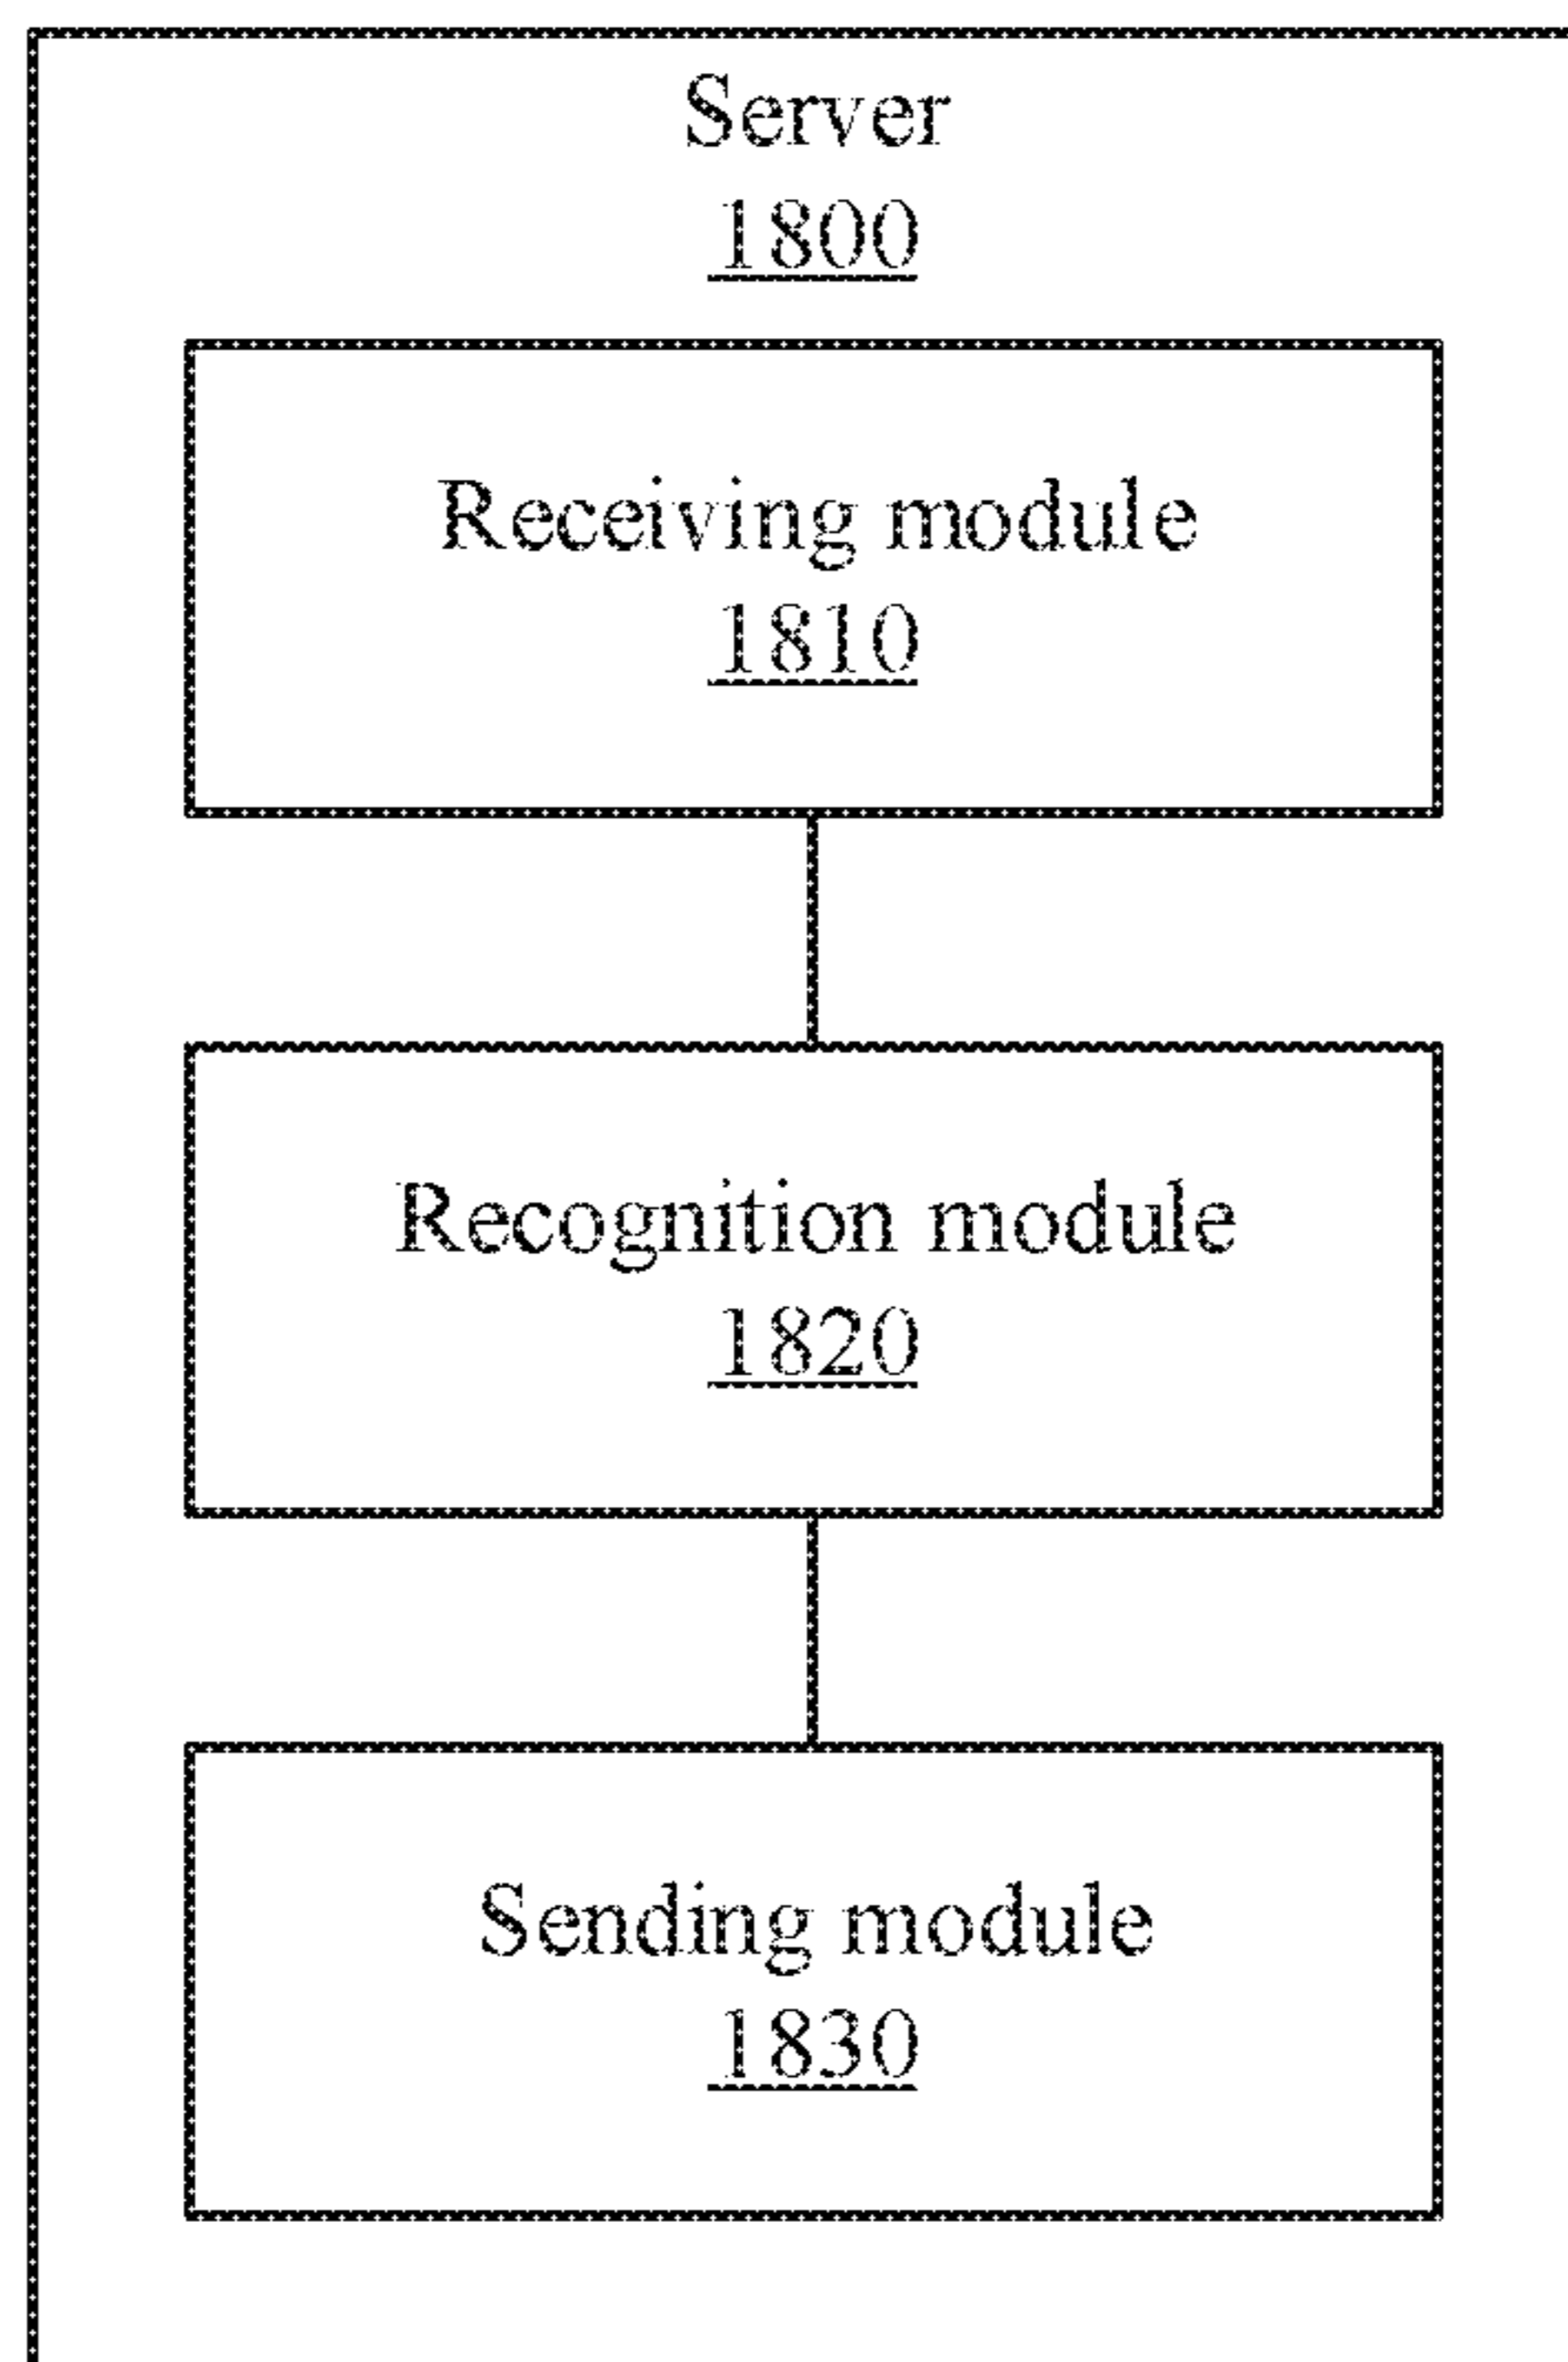 Server
1800
Receiving module
1810
Recognition module
1820
Sending module
1830